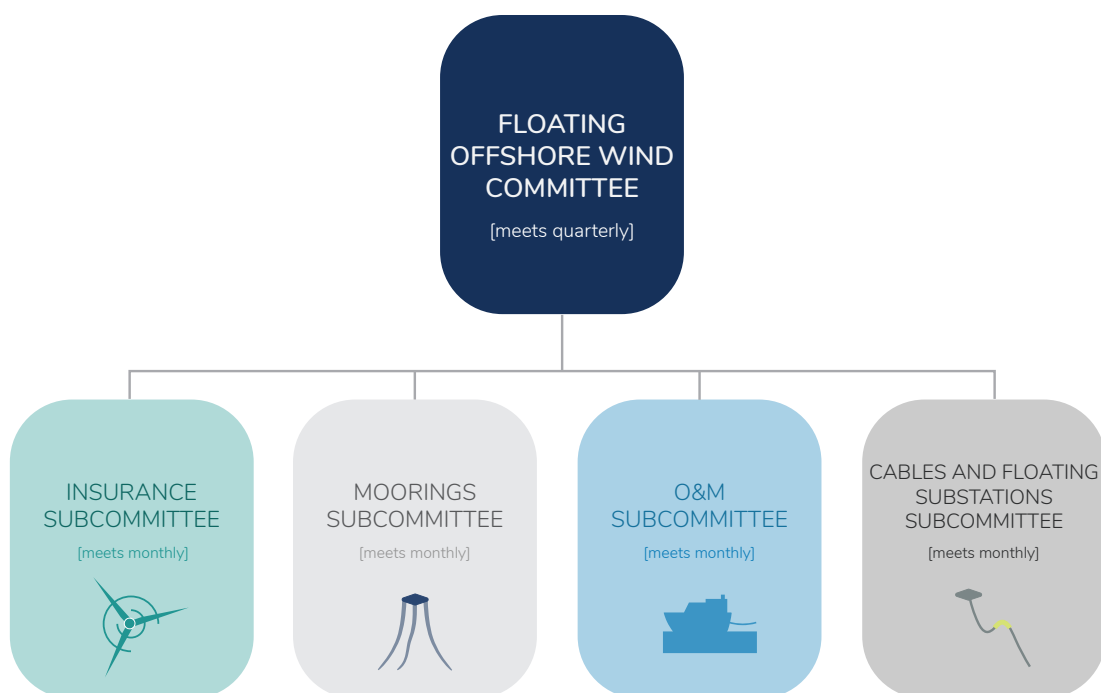 FLOATING
OFFSHORE WIND
COMMITTEE
[meets quarterly]
INSURANCE
SUBCOMMITTEE
[meets monthly]
MOORINGS
SUBCOMMITTEE
[meets monthly]
O&M
SUBCOMMITTEE
[meets monthly]
CABLES AND FLOATING
SUBSTATIONS
SUBCOMMITTEE
[meets monthly]